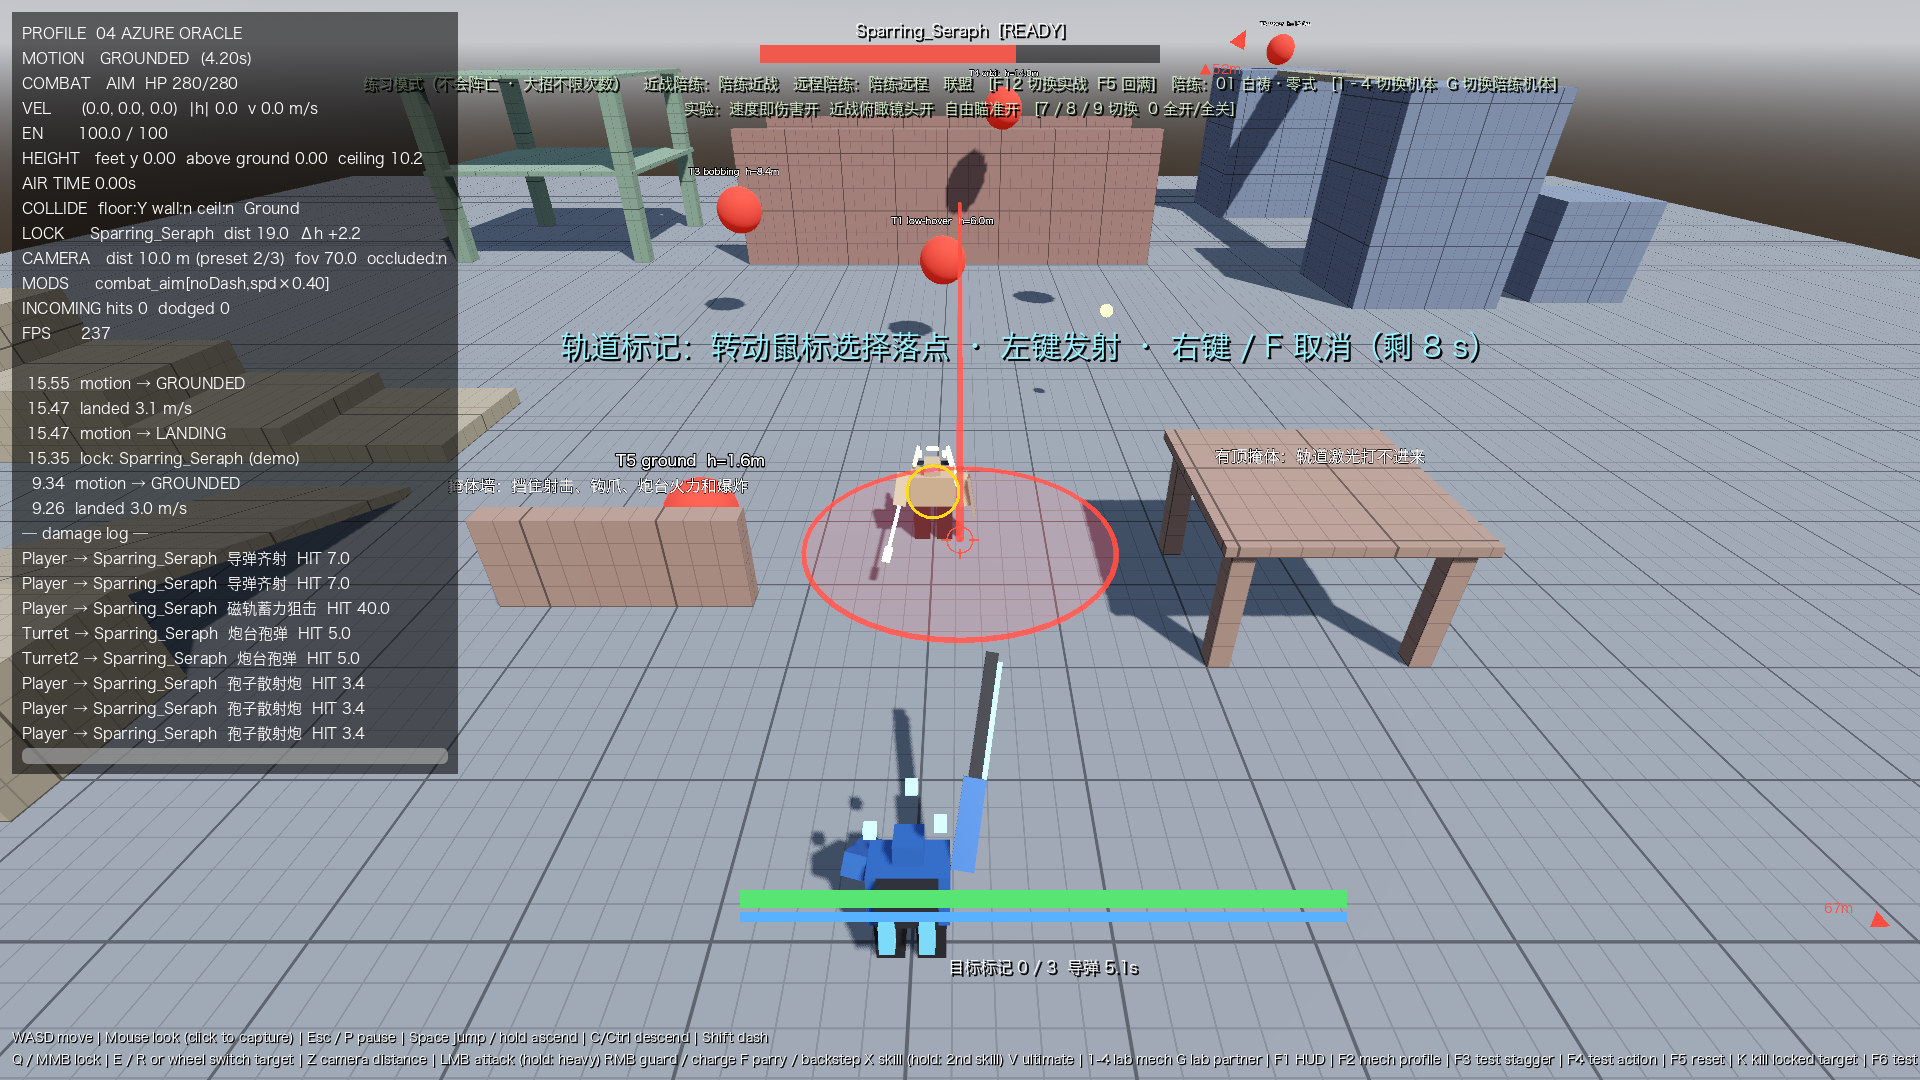 PROFILE 04 AZURE ORACLE
MOTION GROUNDED (4.20s)
COMBAT AIM HP 280/280
VEL (0.0, 0.0, 0.0) |h| 0.0 v 0.0 m/s
EN 100.0 / 100
HEIGHT feet y 0.00 above ground 0.00 ceiling 10.2
AIR TIME 0.00s
COLLIDE floor:Y wall:n ceil:n Ground
LOCK Sparring_Seraph dist 19.0 Δh +2.2
CAMERA dist 10.0 m (preset 2/3) fov 70.0 occluded:n
MODS combat_aim[noDash,spd×0.40]
INCOMING hits 0 dodged 0
FPS 237
15.55 motion → GROUNDED
15.47 landed 3.1 m/s
15.47 motion → LANDING
15.35 lock: Sparring_Seraph (demo)
9.34 motion → GROUNDED
9.26 landed 3.0 m/s
— damage log —
Player → Sparring_Seraph 导弹齐射 HIT 7.0
Player → Sparring_Seraph 导弹齐射 HIT 7.0
Player → Sparring_Seraph 磁轨蓄力狙击 HIT 40.0
Turret → Sparring_Seraph 炮台孢弹 HIT 5.0
Turret2 → Sparring_Seraph 炮台孢弹 HIT 5.0
Player → Sparring_Seraph 孢子散射炮 HIT 3.4
Player → Sparring_Seraph 孢子散射炮 HIT 3.4
Player → Sparring_Seraph 孢子散射炮 HIT 3.4
Sparring_Seraph [READY]
练习模式（不会阵亡 · 大招不限次数） 近战陪练：陪练近战 远程陪练：陪练远程 联盟 [F12 切换实战 F5 回满] 陪练：01 白祷·零式 [1-4 切换机体 G 切换陪练机体]
实验：速度即伤害开 近战俯瞰镜头开 自由瞄准开 [7 / 8 / 9 切换 0 全开/全关]
52m
T3 bobbing h=8.4m
T1 low-hover h=6.0m
轨道标记：转动鼠标选择落点 · 左键发射 · 右键 / F 取消（剩 8 s）
T5 ground h=1.6m
掩体墙：挡住射击、钩爪、炮台火力和爆炸
有顶掩体：轨道激光打不进来
67m
目标标记 0 / 3 导弹 5.1s
WASD move | Mouse look (click to capture) | Esc / P pause | Space jump / hold ascend | C/Ctrl descend | Shift dash
Q / MMB lock | E / R or wheel switch target | Z camera distance | LMB attack (hold: heavy) RMB guard / charge F parry / backstep X skill (hold: 2nd skill) V ultimate | 1-4 lab mech G lab partner | F1 HUD | F2 mech profile | F3 test stagger | F4 test action | F5 reset | K kill locked target | F6 test